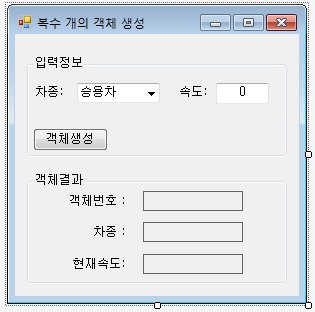 복수 개의 객체 생성
입력정보
차종: 승용차 속도: 0
객체생성
객체결과
객체번호 :
차종 :
현재속도: